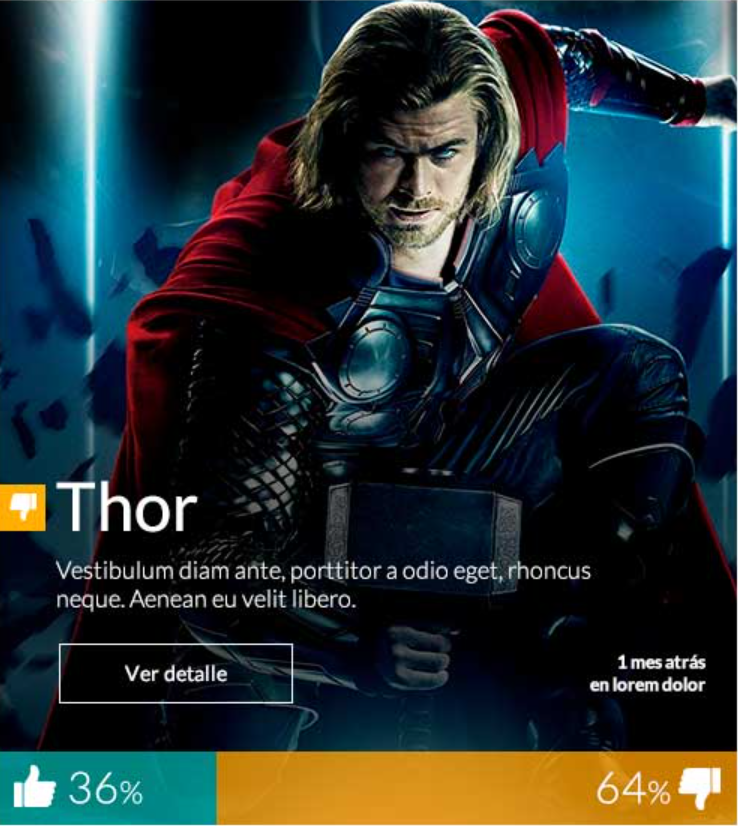 Thor
Vestibulum diam ante, porttitor a odio eget, rhoncus
neque. Aenean eu velit libero.
Ver detalle
1 mes atrás
en lorem dolor
36%
64%